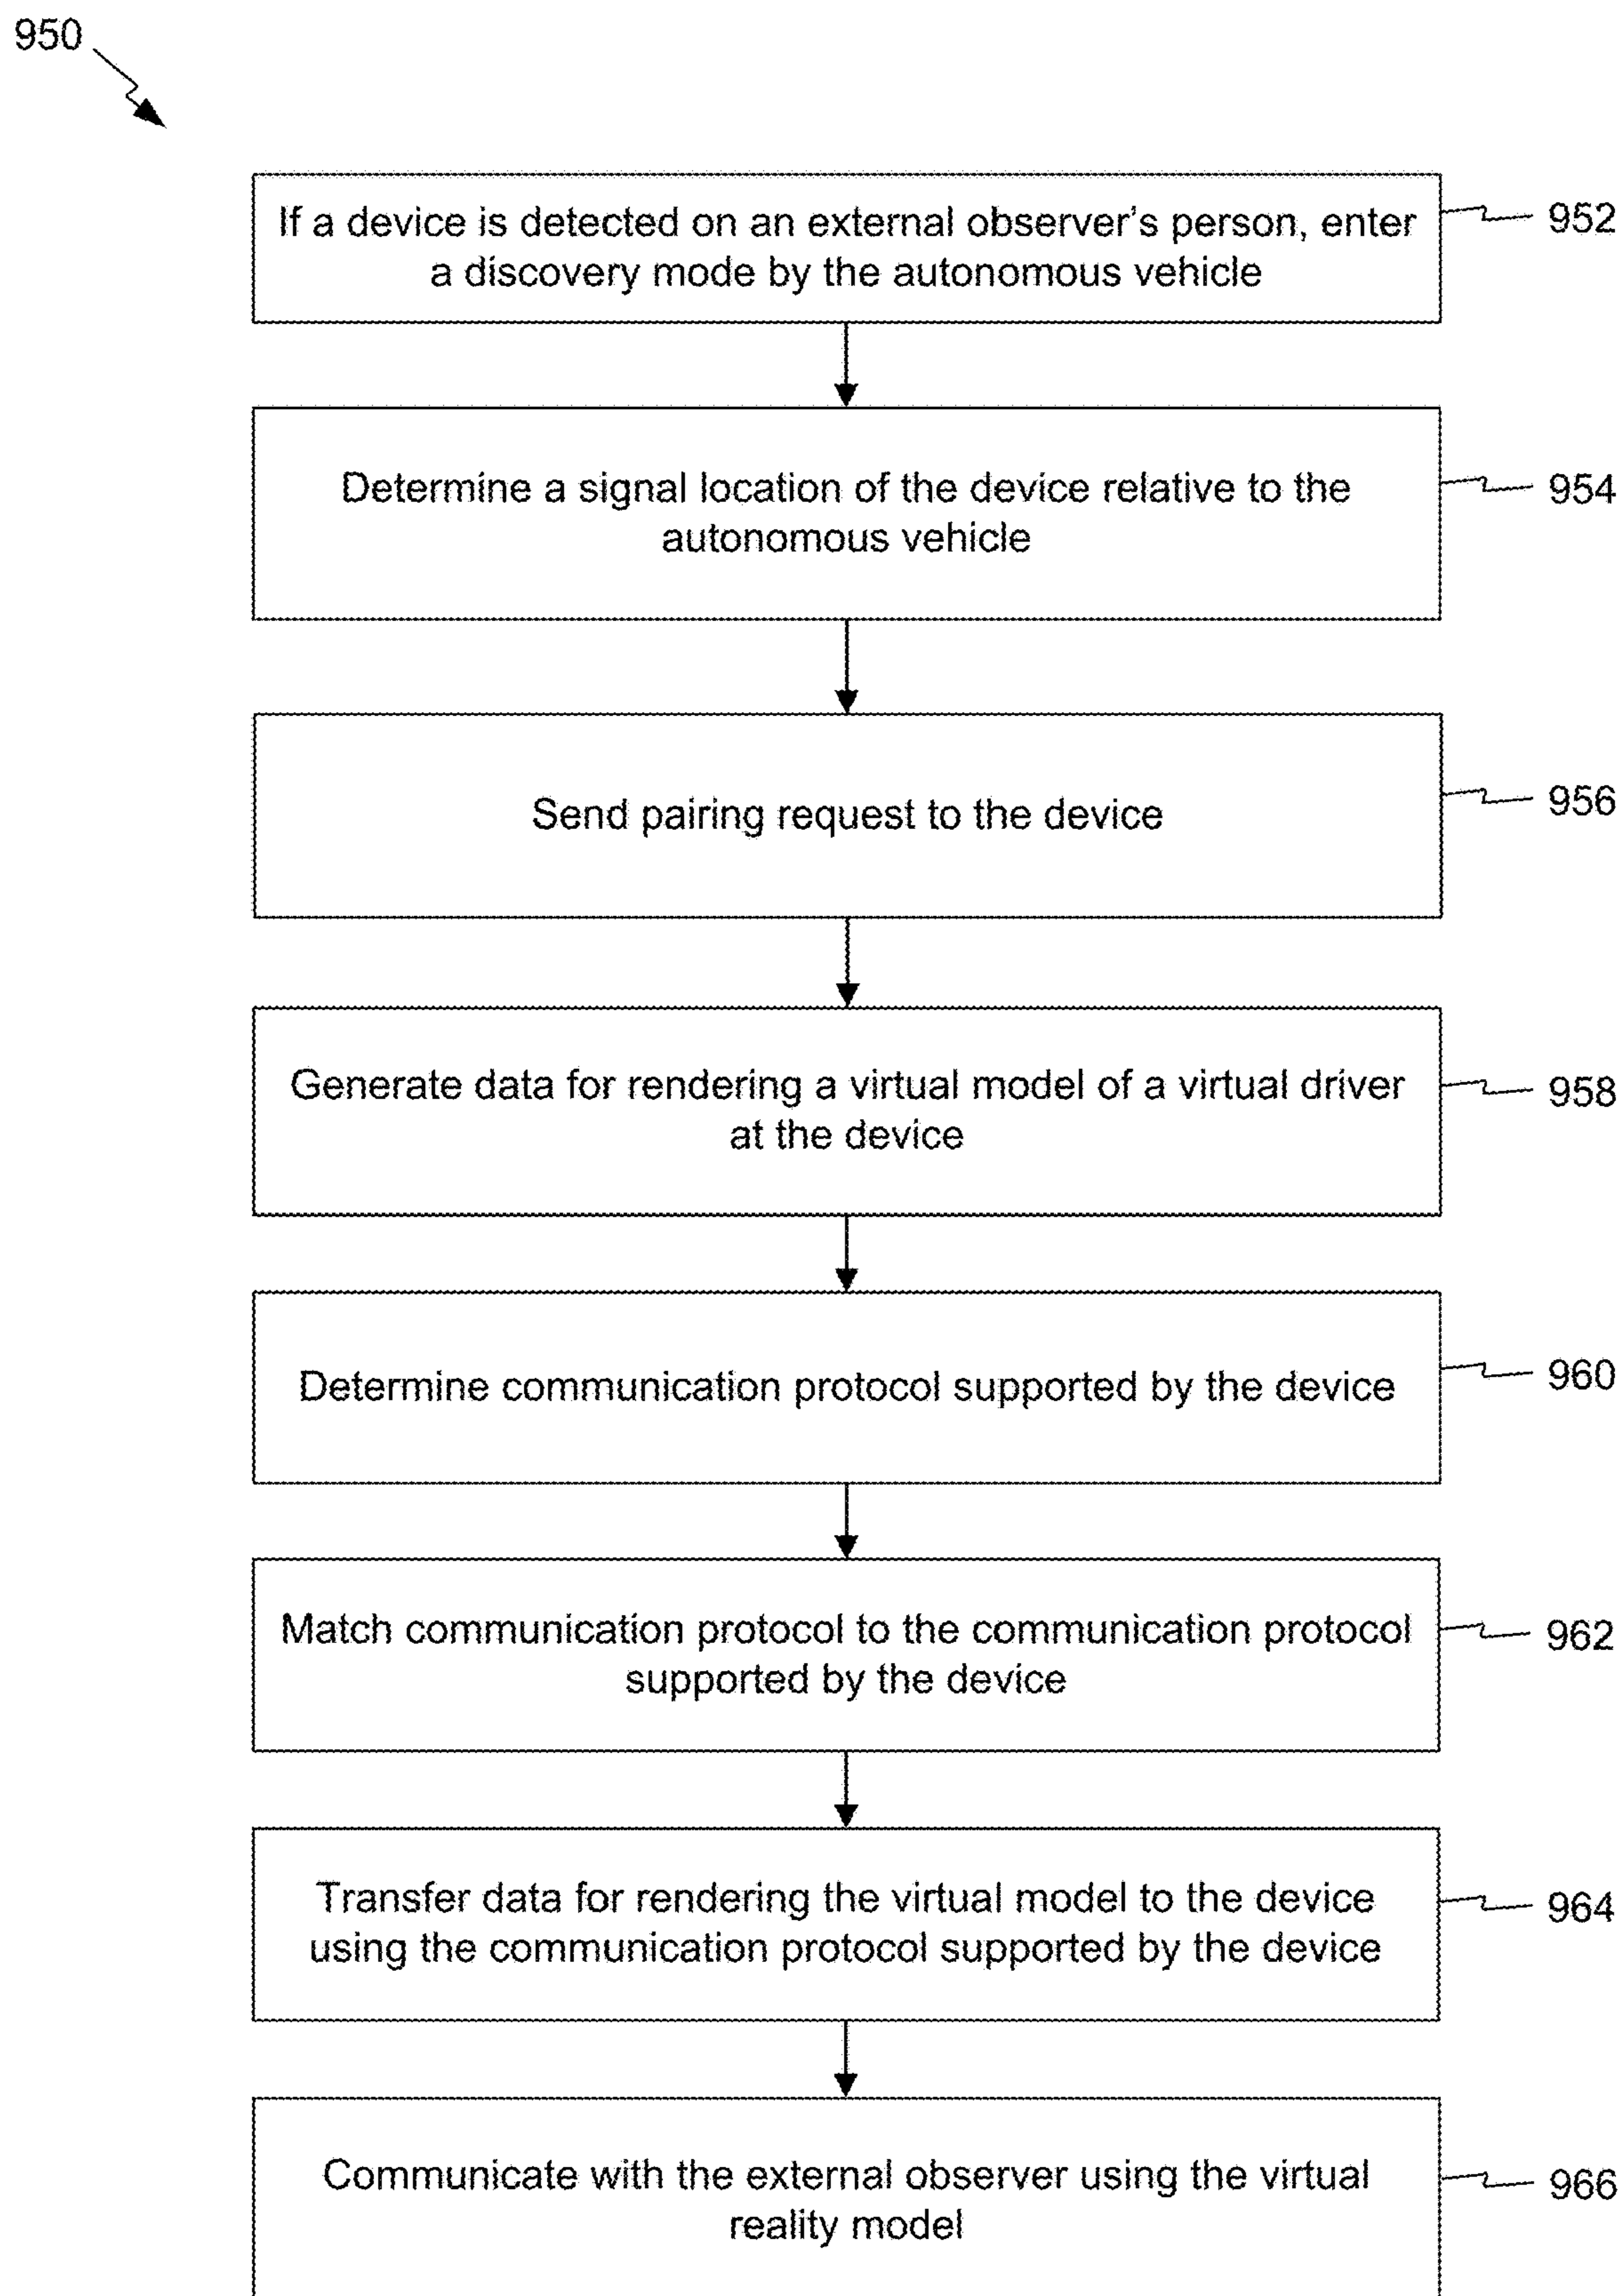 950
If a device is detected on an external observer's person, enter
a discovery mode by the autonomous vehicle
952
Determine a signal location of the device relative to the
autonomous vehicle
954
Send pairing request to the device
956
Generate data for rendering a virtual model of a virtual driver
at the device
958
Determine communication protocol supported by the device
960
Match communication protocol to the communication protocol
supported by the device
962
Transfer data for rendering the virtual model to the device
using the communication protocol supported by the device
964
Communicate with the external observer using the virtual
reality model
966